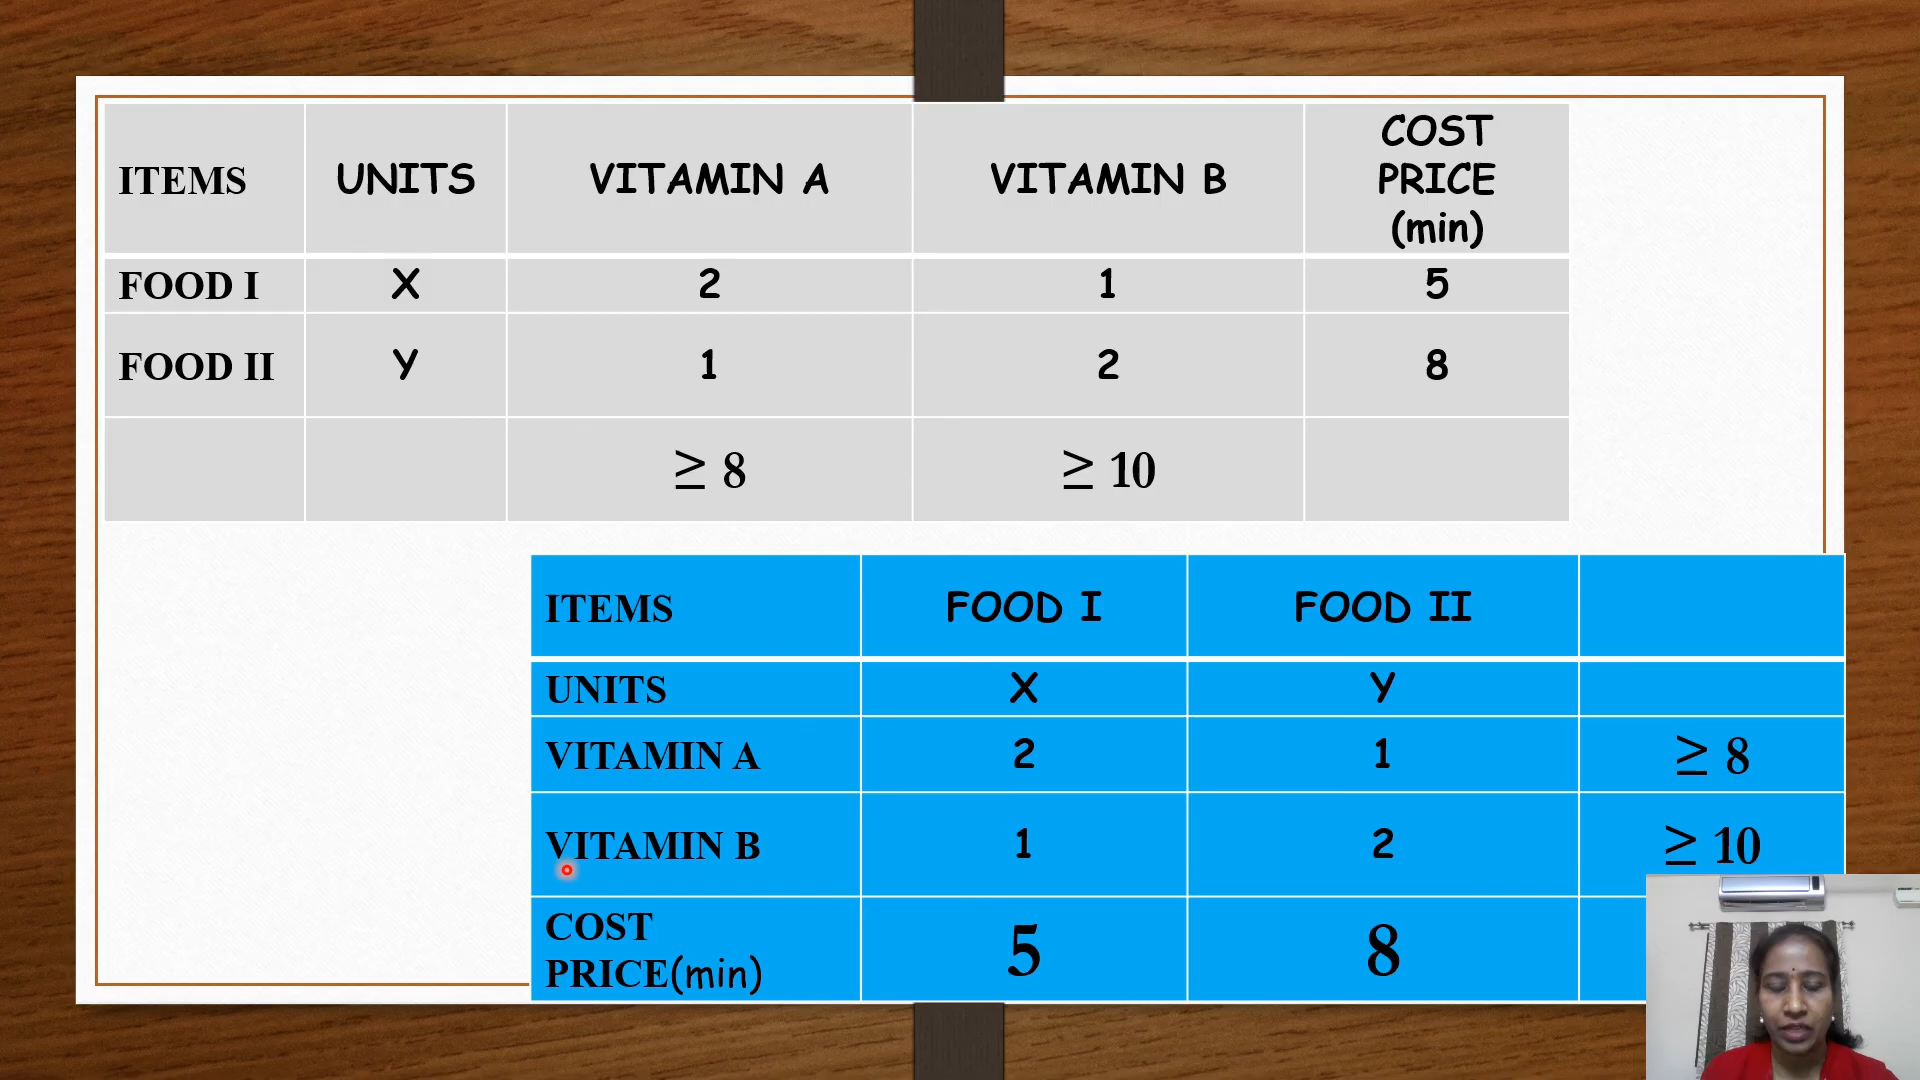 ITEMS UNITS VITAMIN A VITAMIN B COST PRICE (min)
FOOD I X 2 1 5
FOOD II Y 1 2 8
≥ 8 ≥ 10
ITEMS FOOD I FOOD II
UNITS X Y
VITAMIN A 2 1 ≥ 8
VITAMIN B 1 2 ≥ 10
COST
PRICE(min) 5 8